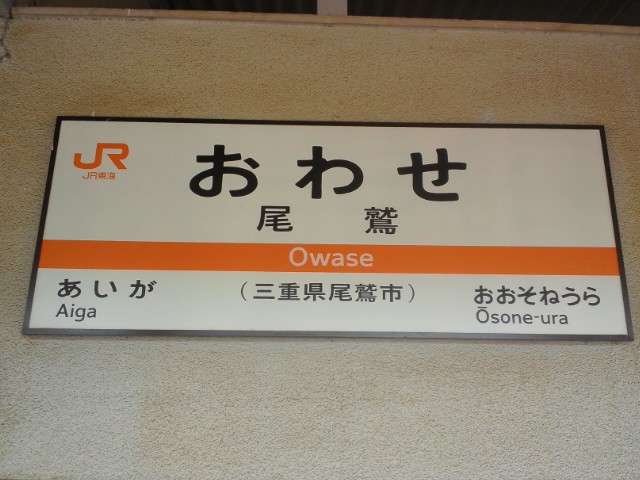 JR
JR東海
おわせ
尾鷲
Owase
あいが
Aiga
(三重県尾鷲市)
おおそねうら
Ōsone-ura